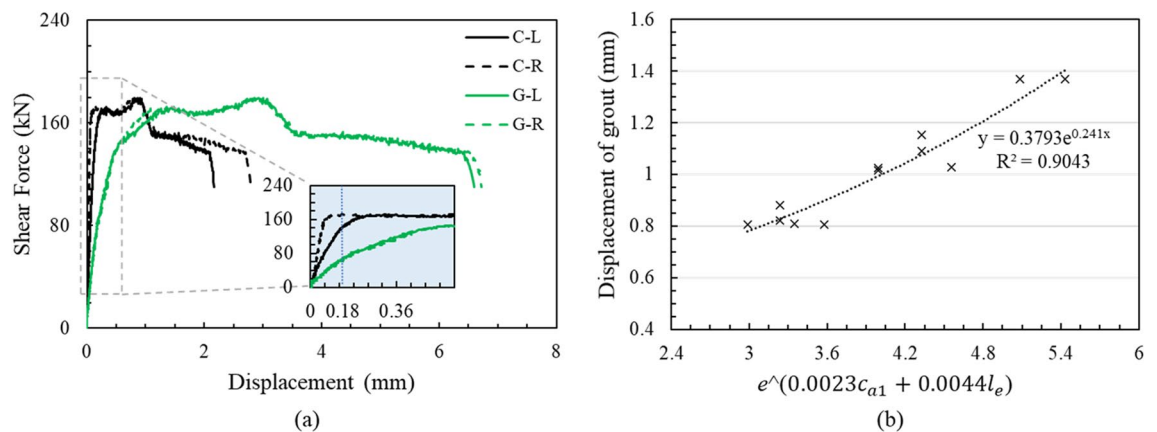 240
160
80
0
Shear Force (kN)
C-L
C-R
G-L
G-R
240
160
80
0
0 0.18 0.36
0 2 4 6 8
Displacement (mm)
(a)
1.6
1.4
1.2
1
0.8
0.6
0.4
Displacement of grout (mm)
y = 0.3793e^0.241x
R² = 0.9043
2.4 3 3.6 4.2 4.8 5.4 6
e^(0.0023c_a1 + 0.0044l_e)
(b)